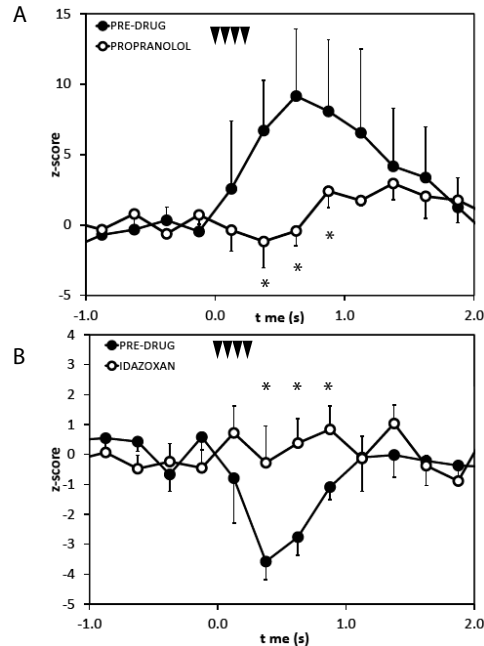 A
PRE-DRUG
PROPRANOLOL
15
10
5
0
-5
z-score
* * *
-1.0 0.0 1.0 2.0
t me (s)
B
PRE-DRUG
IDAZOXAN
4
3
2
1
0
-1
-2
-3
-4
-5
z-score
* * *
-1.0 0.0 1.0 2.0
t me (s)